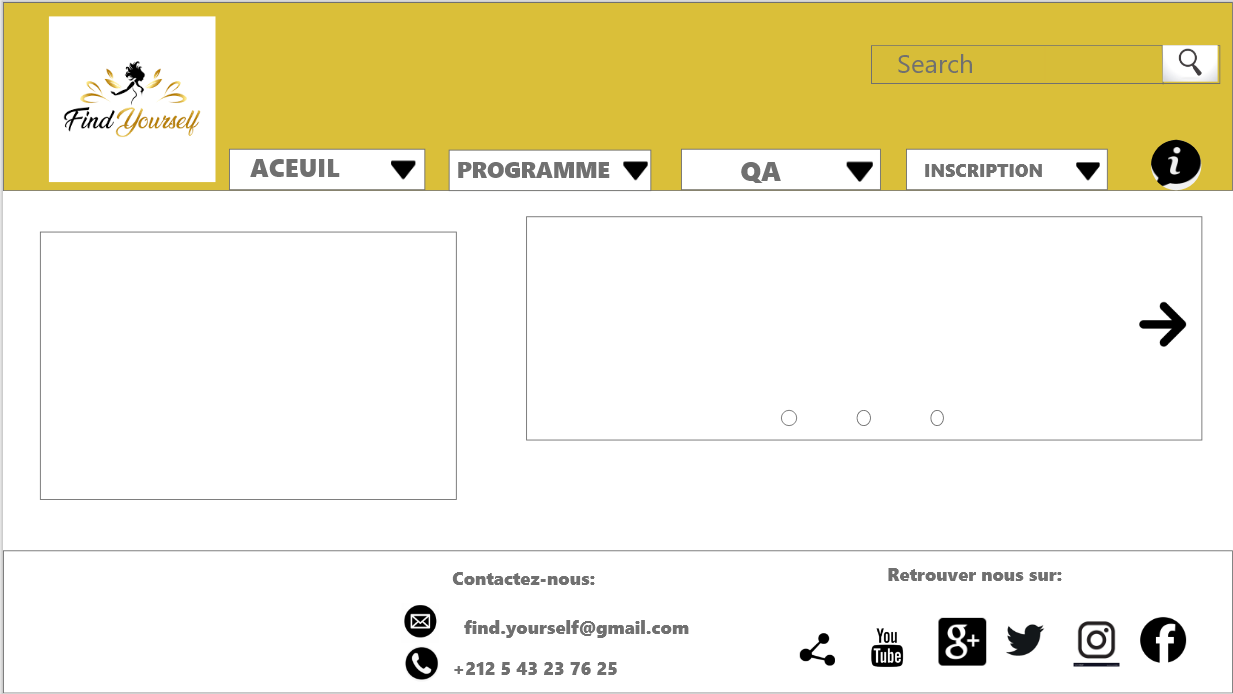 Search
Find Yourself
ACEUIL
PROGRAMME
QA
INSCRIPTION
i
Contactez-nous:
find.yourself@gmail.com
+212 5 43 23 76 25
Retrouver nous sur:
You
Tube
g+
f